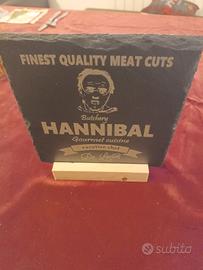 FINEST QUALITY MEAT CUTS
Butchery
HANNIBAL
Gourmet cuisine
subito